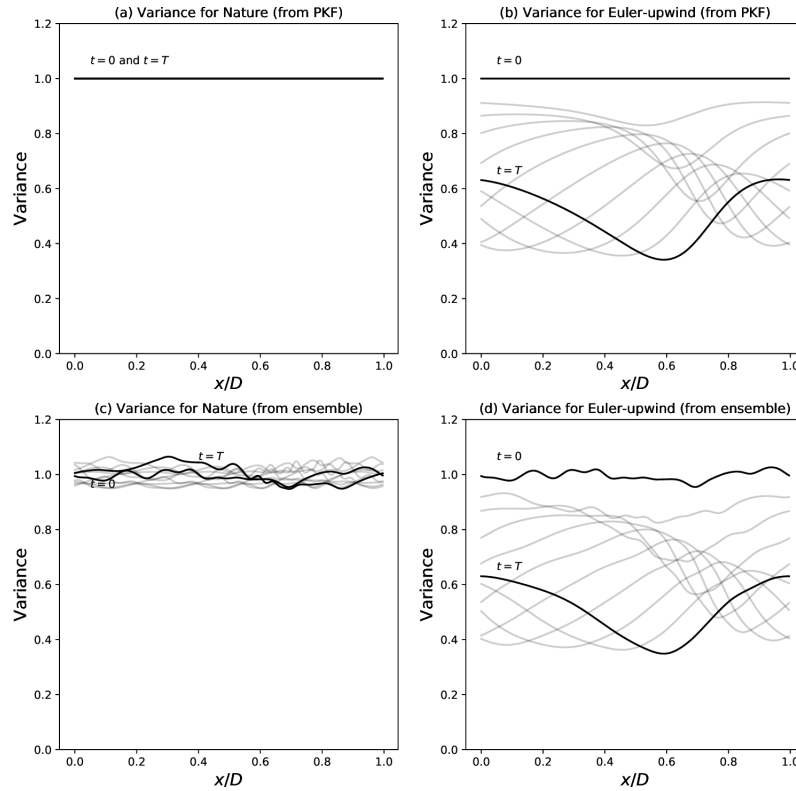 (a) Variance for Nature (from PKF)
1.2
1.0
0.8
0.6
0.4
0.2
0.0
Variance
t = 0 and t = T
0.0 0.2 0.4 0.6 0.8 1.0
x/D
(b) Variance for Euler-upwind (from PKF)
1.2
1.0
0.8
0.6
0.4
0.2
0.0
Variance
t = 0
t = T
0.0 0.2 0.4 0.6 0.8 1.0
x/D
(c) Variance for Nature (from ensemble)
1.2
1.0
0.8
0.6
0.4
0.2
0.0
Variance
t = T
t = 0
0.0 0.2 0.4 0.6 0.8 1.0
x/D
(d) Variance for Euler-upwind (from ensemble)
1.2
1.0
0.8
0.6
0.4
0.2
0.0
Variance
t = 0
t = T
0.0 0.2 0.4 0.6 0.8 1.0
x/D